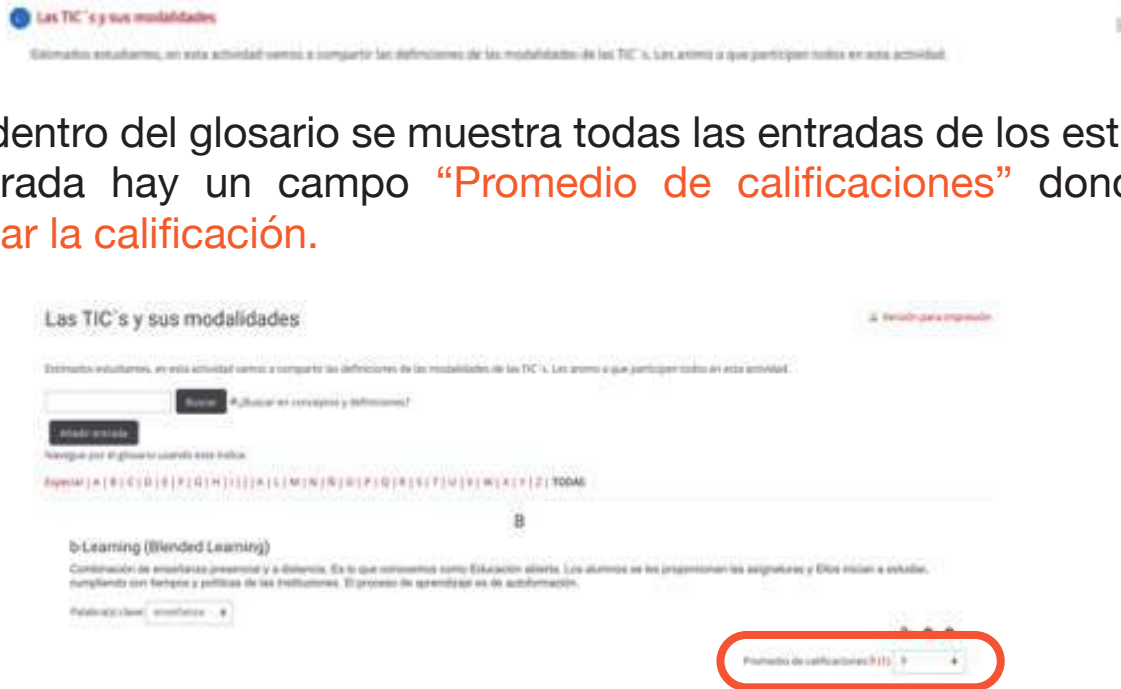 Las TIC´s y sus modalidades
Estimados estudiantes, en esta actividad vamos a compartir las definiciones de las modalidades de las TIC´s. Les animo a que participen todos en esta actividad.
dentro del glosario se muestra todas las entradas de los est
rada hay un campo “Promedio de calificaciones” dond
ar la calificación.
Las TIC´s y sus modalidades
Versión para impresión
Estimados estudiantes, en esta actividad vamos a compartir las definiciones de las modalidades de las TIC´s. Les animo a que participen todos en esta actividad.
Buscar ¿Buscar en conceptos y definiciones?
Añadir entrada
Navegue por el glosario usando este índice.
Especial | A | B | C | D | E | F | G | H | I | J | K | L | M | N | Ñ | O | P | Q | R | S | T | U | V | W | X | Y | Z | TODAS
B
b-Learning (Blended Learning)
Combinación de enseñanza presencial y a distancia. Es lo que conocemos como Educación abierta. Los alumnos se les proporcionan las asignaturas y Ellos inician a estudiar,
cumpliendo con tiempos y políticas de las Instituciones. El proceso de aprendizaje es de autoformación.
Palabra(s) clave: enseñanza
Promedio de calificaciones: